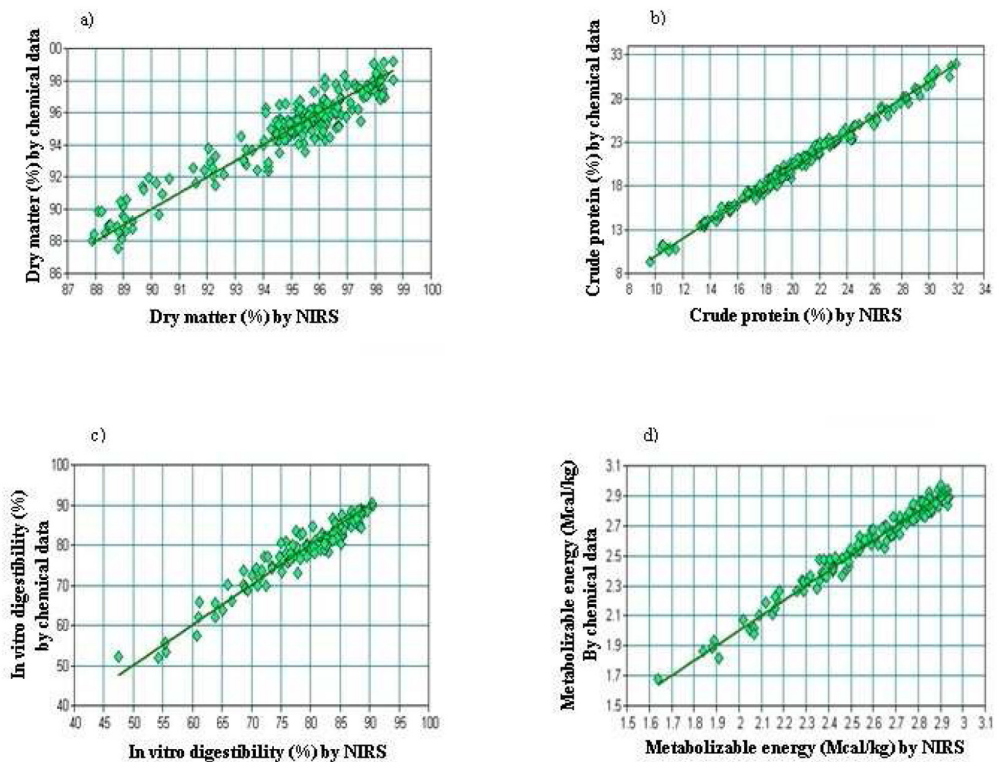 a)
Dry matter (%) by chemical data
00
98
96
94
92
90
88
86
87 88 89 90 91 92 93 94 95 96 97 98 99 100
Dry matter (%) by NIRS
b)
Crude protein (%) by chemical data
33
28
23
18
13
8
8 10 12 14 16 18 20 22 24 26 28 30 32 34
Crude protein (%) by NIRS
c)
In vitro digestibility (%)
by chemical data
100
90
80
70
60
50
40
40 45 50 55 60 65 70 75 80 85 90 95 100
In vitro digestibility (%) by NIRS
d)
Metabolizable energy (Mcal/kg)
By chemical data
3.1
2.9
2.7
2.5
2.3
2.1
1.9
1.7
1.5
1.5 1.6 1.7 1.8 1.9 2 2.1 2.2 2.3 2.4 2.5 2.6 2.7 2.8 2.9 3 3.1
Metabolizable energy (Mcal/kg) by NIRS